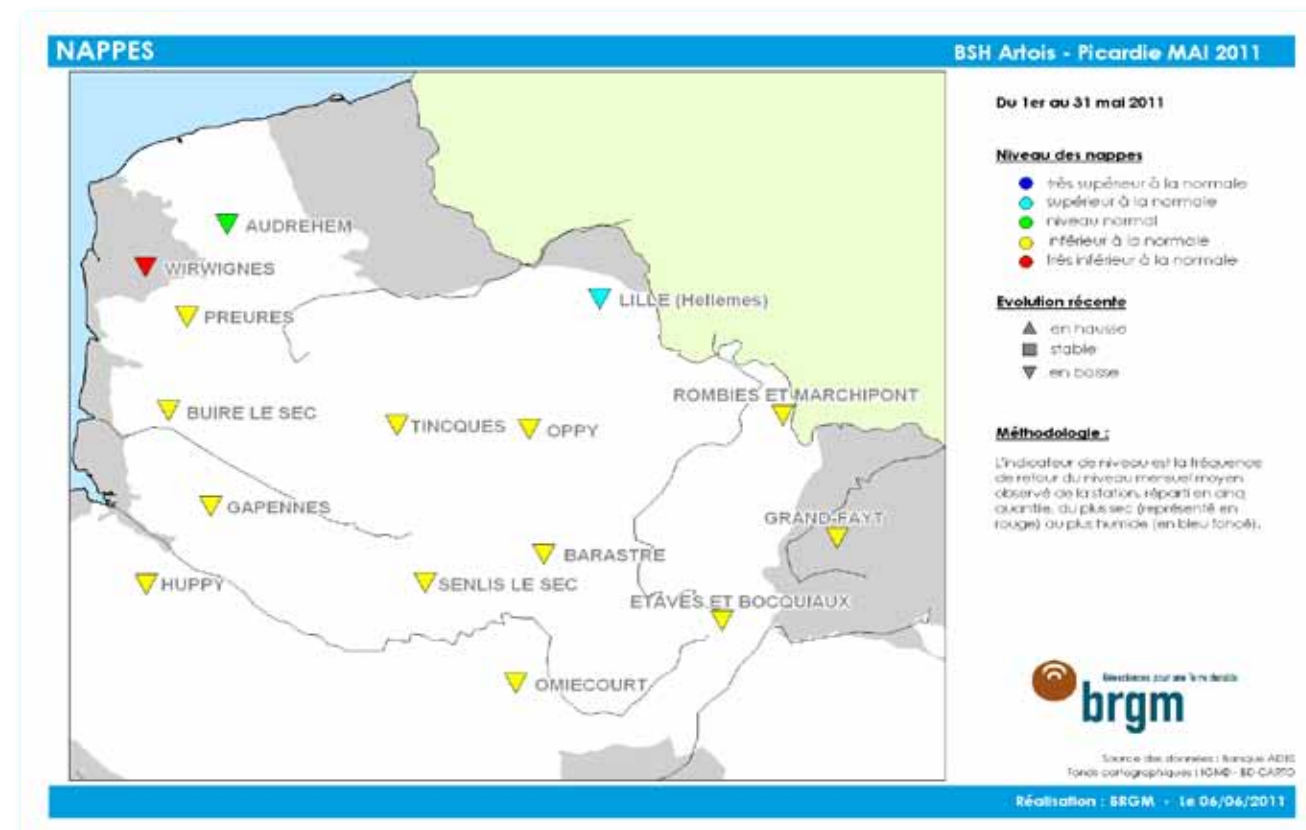 NAPPES
BSH Artois - Picardie MAI 2011
AUDREHEM
WIRWIGNES
PREURES
LILLE (Hellemes)
ROMBIES ET MARCHIPONT
BUIRE LE SEC
TINCQUES
OPPY
GAPENNES
GRAND-FAYT
BARASTRE
HUPPY
SENLIS LE SEC
ETAVES ET BOCQUIAUX
OMIECOURT
Du 1er au 31 mai 2011
Niveau des nappes
très supérieur à la normale
supérieur à la normale
niveau normal
inférieur à la normale
très inférieur à la normale
Evolution récente
en hausse
stable
en baisse
Méthodologie :
L'indicateur de niveau est la fréquence
de retour du niveau mensuel moyen
observé de la station, réparti en cinq
quantile, du plus sec (représenté en
rouge) au plus humide (en bleu foncé).
Géosciences pour une Terre durable
brgm
Source des données : Banque ADES
Fonds cartographiques : IGN© - BD-CARTO
Réalisation : BRGM - Le 06/06/2011